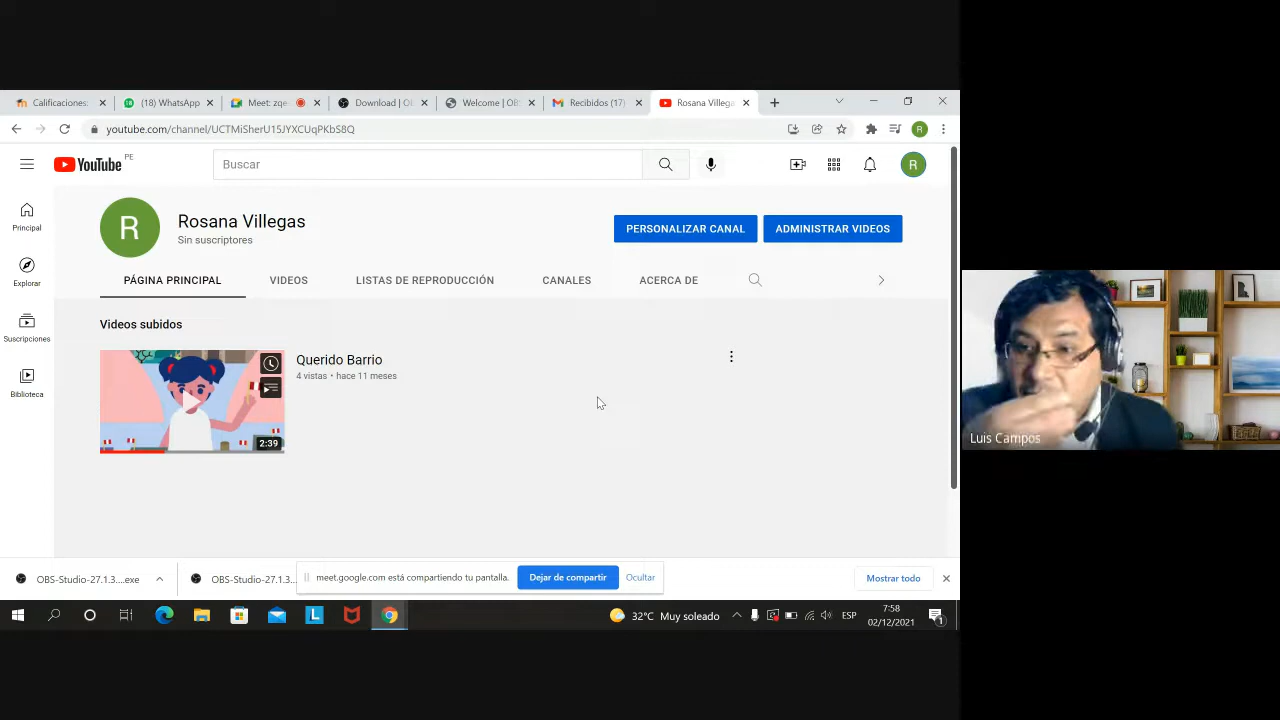 Calificaciones:
(18) WhatsApp
Meet: zqe
Download | O
Welcome | OB
Recibidos (17)
Rosana Villega
youtube.com/channel/UCTMiSherU15JYXCUqPKbS8Q
R
YouTube PE
Buscar
R
R
Rosana Villegas
Sin suscriptores
PERSONALIZAR CANAL
ADMINISTRAR VIDEOS
Principal
Explorar
Suscripciones
Biblioteca
PÁGINA PRINCIPAL
VIDEOS
LISTAS DE REPRODUCCIÓN
CANALES
ACERCA DE
Videos subidos
2:39
Querido Barrio
4 vistas • hace 11 meses
Luis Campos
OBS-Studio-27.1.3....exe
OBS-Studio-27.1.3...
meet.google.com está compartiendo tu pantalla.
Dejar de compartir
Ocultar
Mostrar todo
L
32°C Muy soleado
ESP
7:58
02/12/2021
1